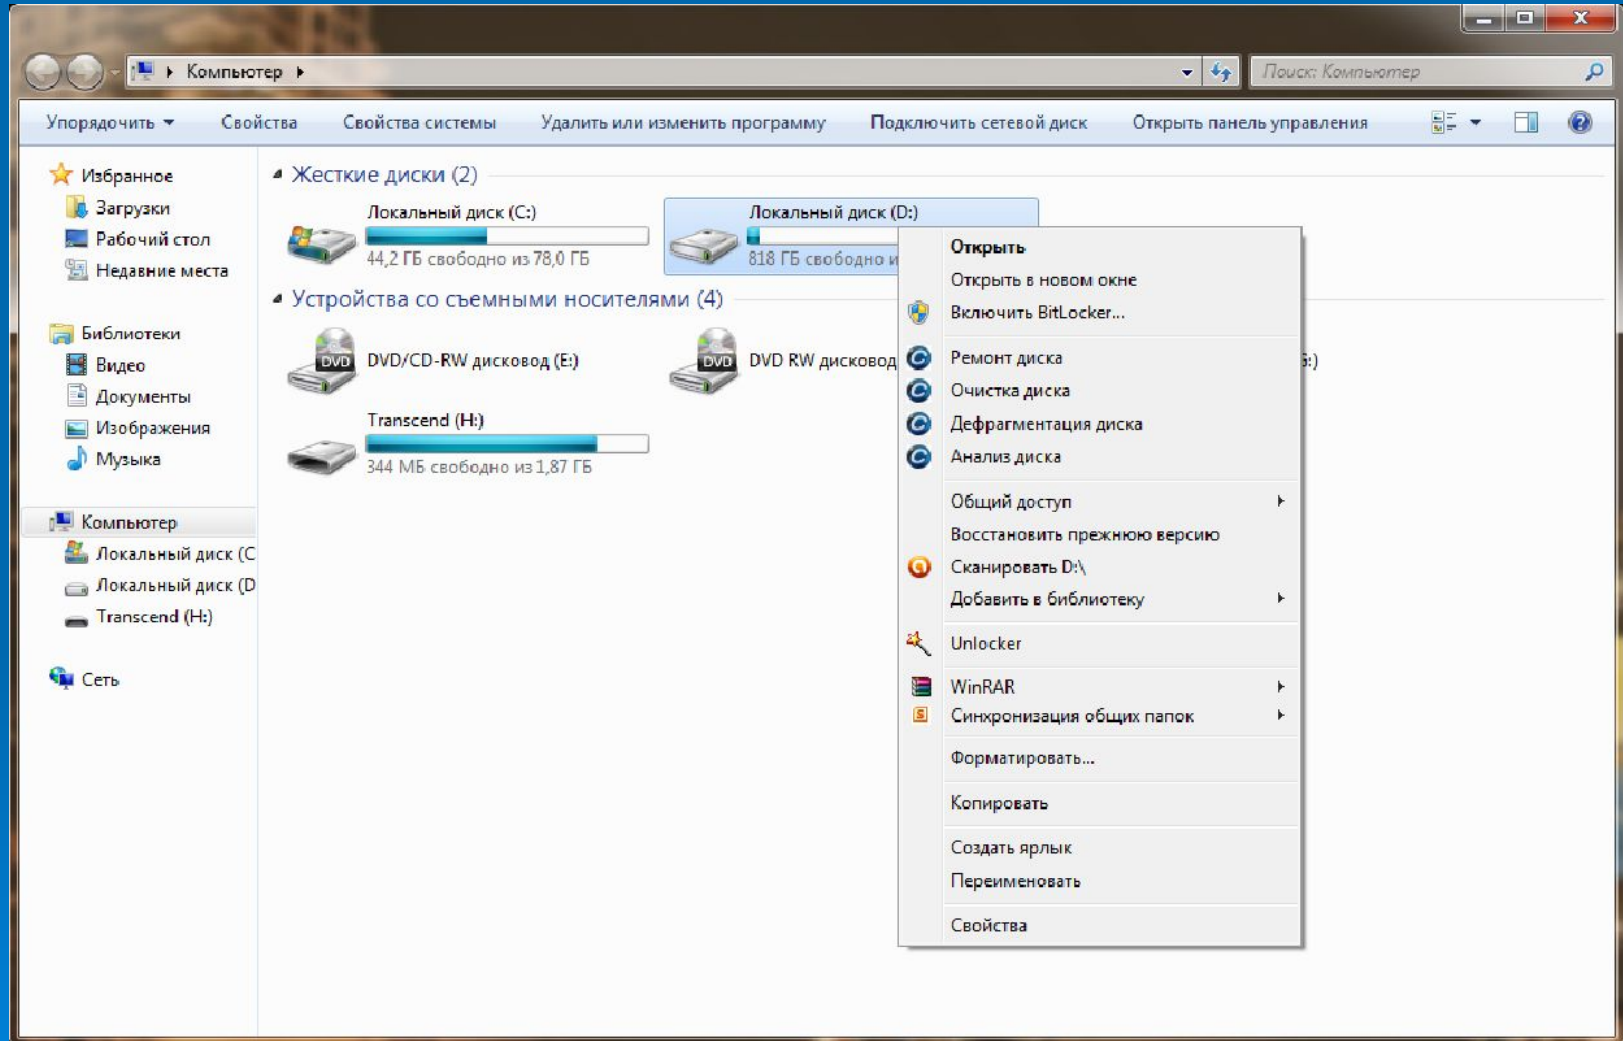 Компьютер
Поиск: Компьютер
Упорядочить Свойства Свойства системы Удалить или изменить программу Подключить сетевой диск Открыть панель управления
Избранное
Загрузки
Рабочий стол
Недавние места
Библиотеки
Видео
Документы
Изображения
Музыка
Компьютер
Локальный диск (C
Локальный диск (D
Transcend (H:)
Сеть
Жесткие диски (2)
Локальный диск (C:)
44,2 ГБ свободно из 78,0 ГБ
Локальный диск (D:)
818 ГБ свободно и
Устройства со съемными носителями (4)
DVD
DVD/CD-RW дисковод (E:)
DVD
DVD RW дисковод
:)
Transcend (H:)
344 МБ свободно из 1,87 ГБ
Открыть
Открыть в новом окне
Включить BitLocker...
Ремонт диска
Очистка диска
Дефрагментация диска
Анализ диска
Общий доступ
Восстановить прежнюю версию
Сканировать D:\
Добавить в библиотеку
Unlocker
WinRAR
Синхронизация общих папок
Форматировать...
Копировать
Создать ярлык
Переименовать
Свойства